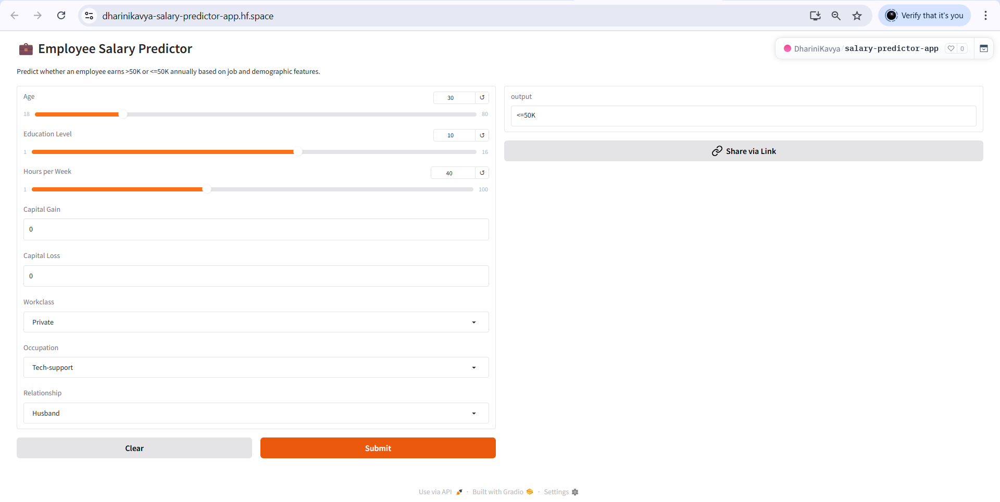 dharinikavya-salary-predictor-app.hf.space
Verify that it's you
Employee Salary Predictor
DhariniKavya/salary-predictor-app
0
Predict whether an employee earns >50K or <=50K annually based on job and demographic features.
Age
30
18
80
Education Level
10
1
16
Hours per Week
40
1
100
Capital Gain
0
Capital Loss
0
Workclass
Private
Occupation
Tech-support
Relationship
Husband
Clear
Submit
output
<=50K
Share via Link
Use via API · Built with Gradio · Settings